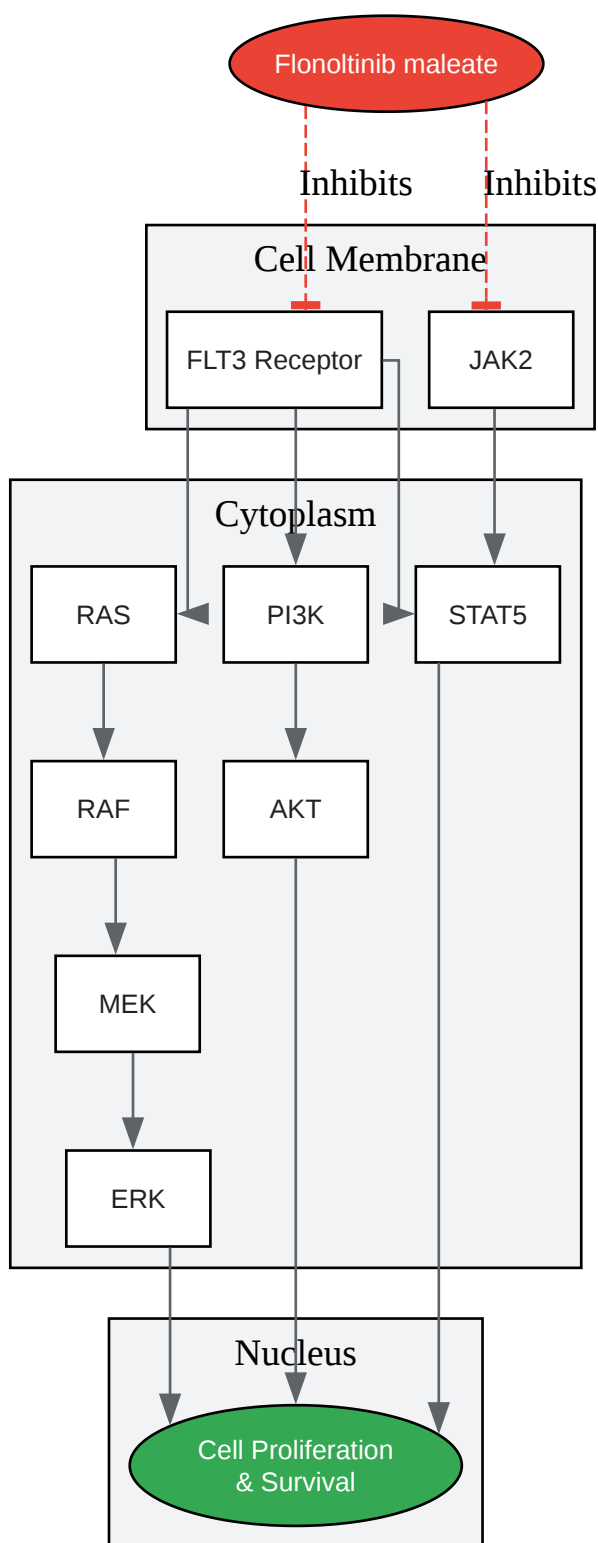 Flonoltinib maleate
Inhibits
Inhibits
Cell Membrane
FLT3 Receptor
JAK2
Cytoplasm
RAS
PI3K
STAT5
RAF
AKT
MEK
ERK
Nucleus
Cell Proliferation
& Survival